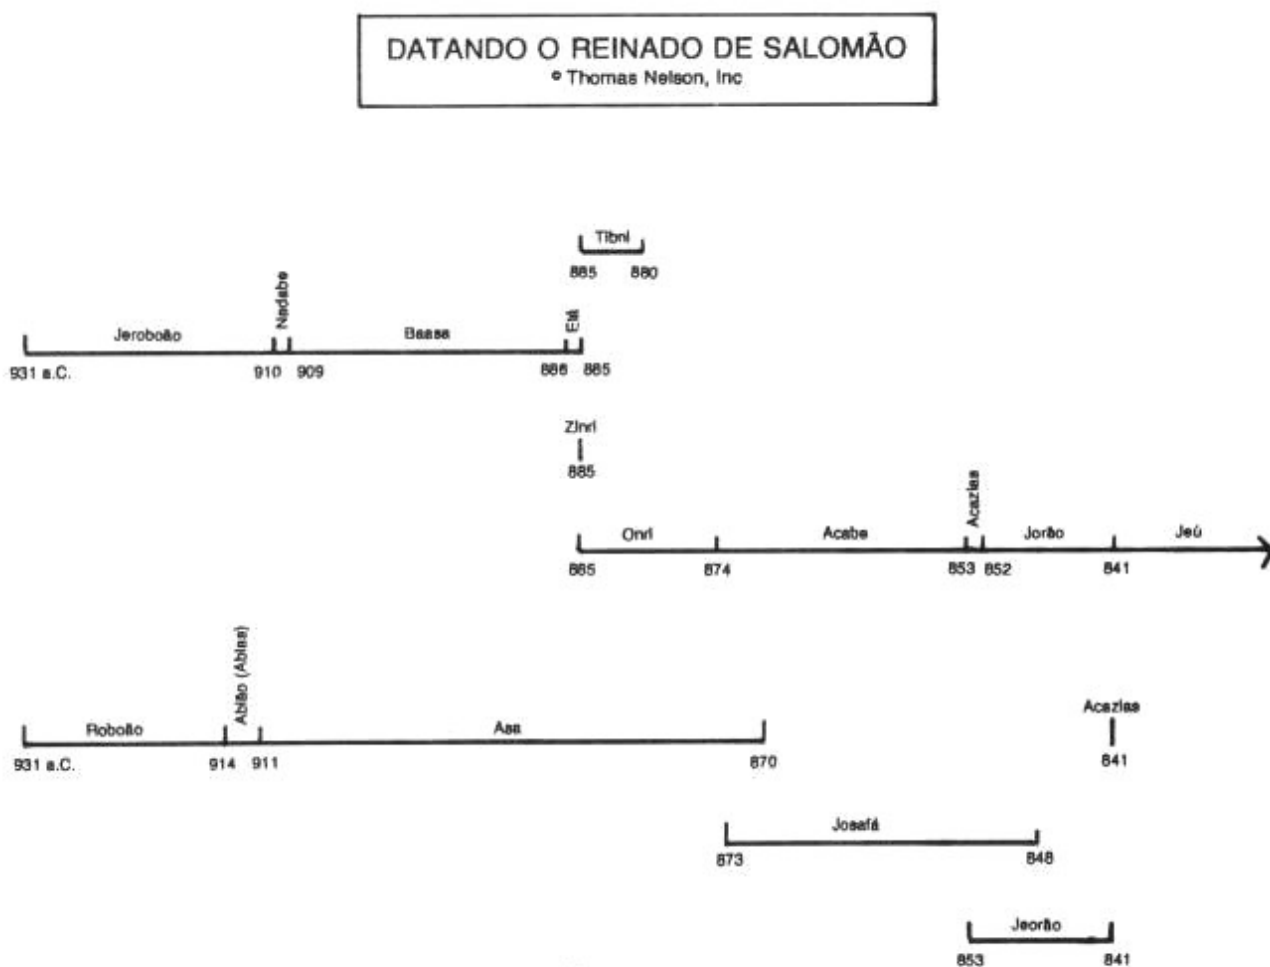 DATANDO O REINADO DE SALOMÃO
© Thomas Nelson, Inc
Tibni
885 880
Jeroboão Nadabe Baasa Elá
931 a.C. 910 909 886 885
Zinri
885
Onri Acabe Acazias Jorão Jeú
885 874 853 852 841
Roboão Abião (Abias) Asa Acazias
931 a.C. 914 911 870 841
Josafá
873 848
Jeorão
853 841